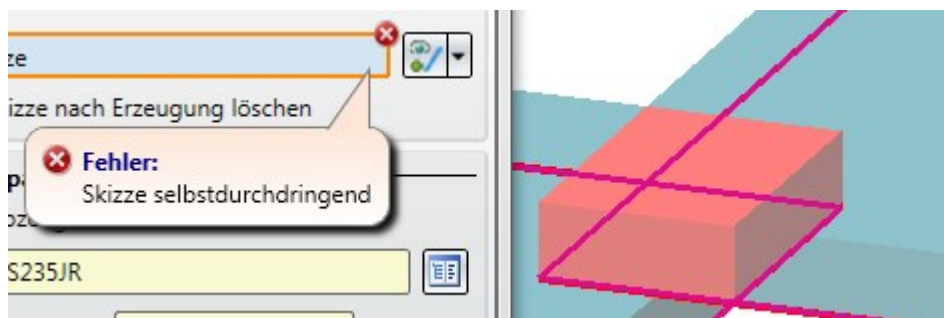 ze
izze nach Erzeugung löschen
Fehler:
Skizze selbstdurchdringend
S235JR